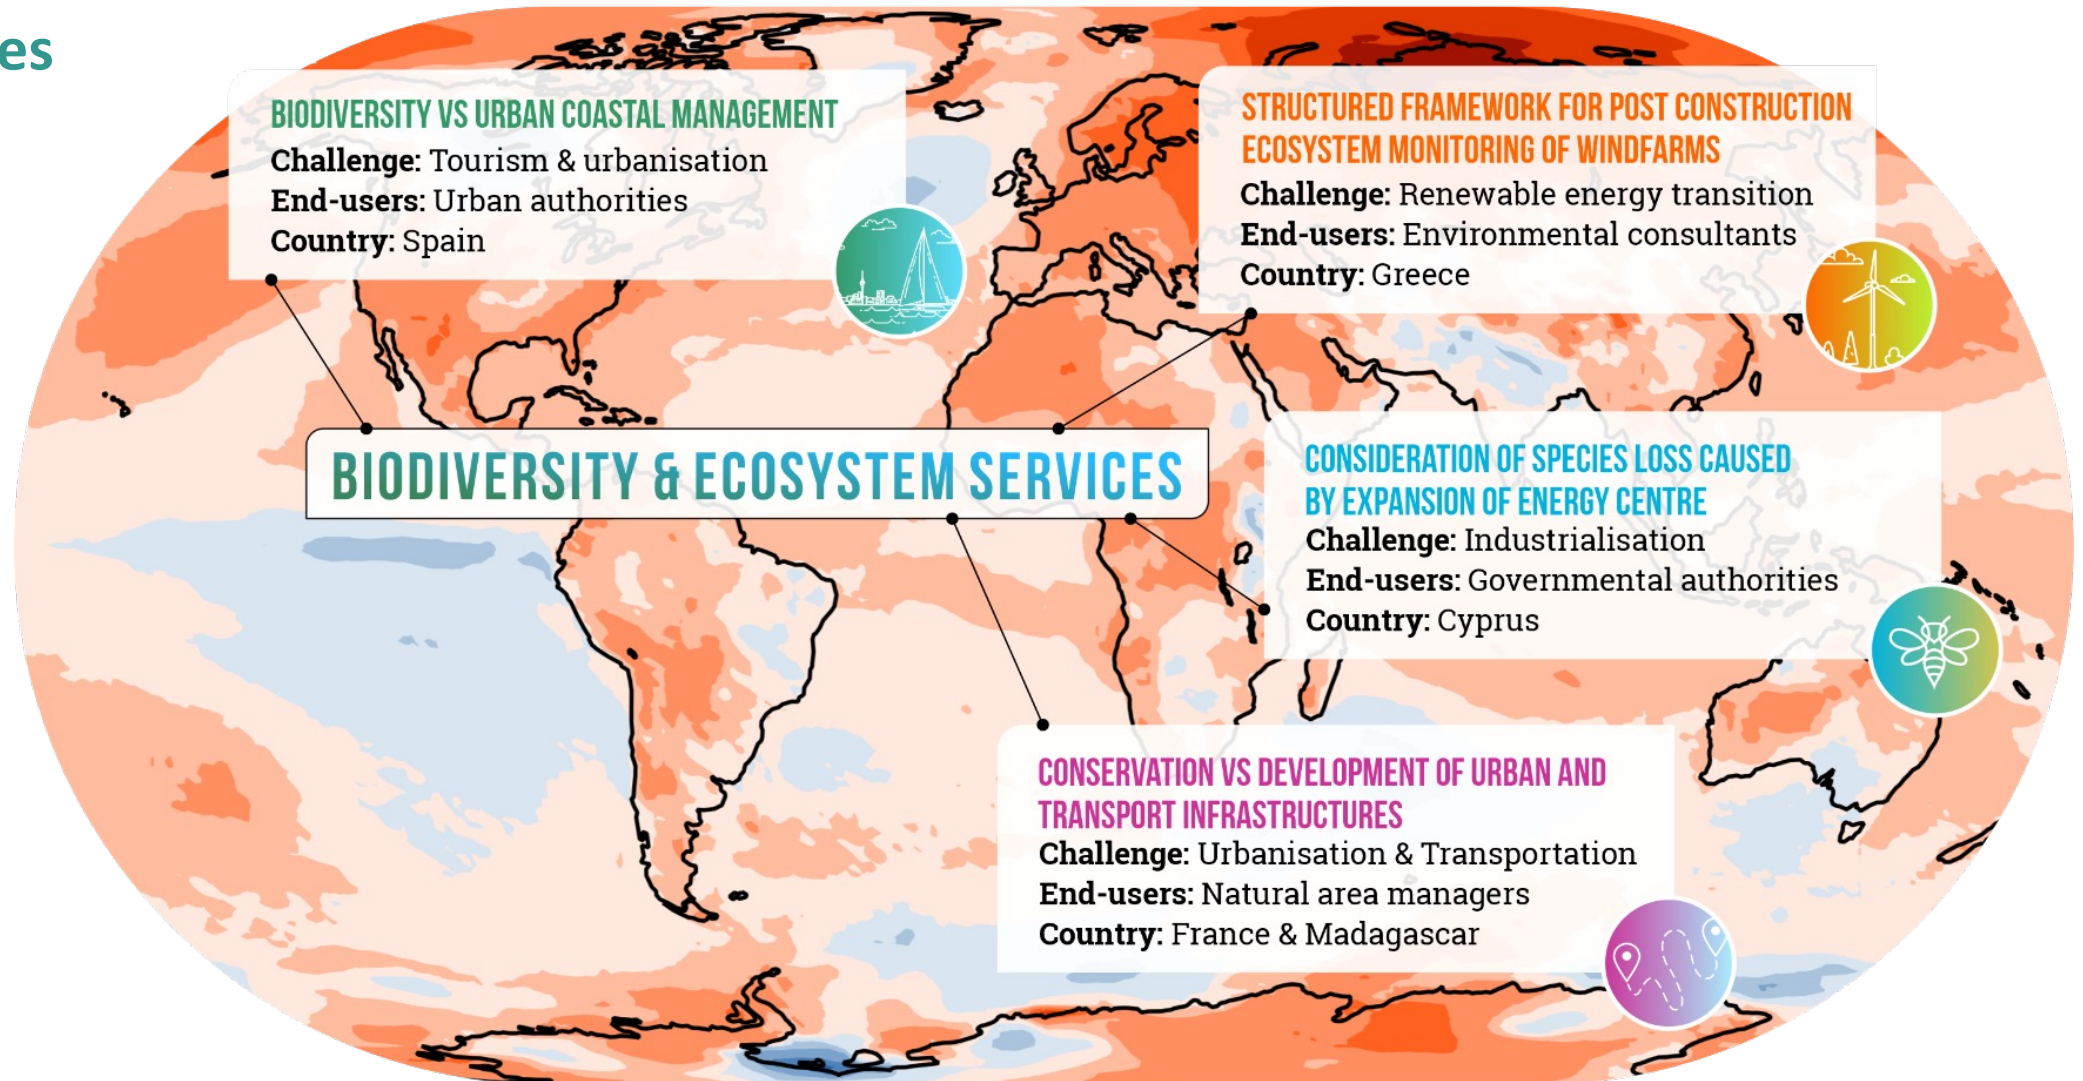 es
BIODIVERSITY VS URBAN COASTAL MANAGEMENT
Challenge: Tourism & urbanisation
End-users: Urban authorities
Country: Spain
STRUCTURED FRAMEWORK FOR POST CONSTRUCTION
ECOSYSTEM MONITORING OF WINDFARMS
Challenge: Renewable energy transition
End-users: Environmental consultants
Country: Greece
BIODIVERSITY & ECOSYSTEM SERVICES
CONSIDERATION OF SPECIES LOSS CAUSED
BY EXPANSION OF ENERGY CENTRE
Challenge: Industrialisation
End-users: Governmental authorities
Country: Cyprus
CONSERVATION VS DEVELOPMENT OF URBAN AND
TRANSPORT INFRASTRUCTURES
Challenge: Urbanisation & Transportation
End-users: Natural area managers
Country: France & Madagascar